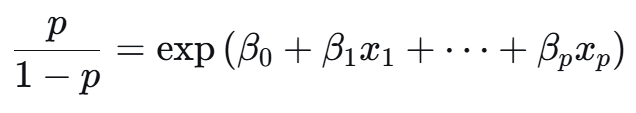 p/(1 − p) = exp (β₀ + β₁x₁ + ⋯ + βₚxₚ)